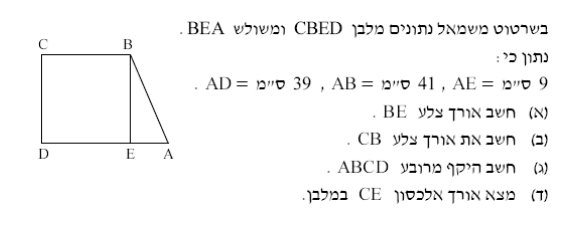 בשרטוט משמאל נתונים מלבן CBED ומשולש BEA .
נתון כי:
9 ס״מ = AE , 41 ס״מ = AB , 39 ס״מ = AD .
(א) חשב אורך צלע BE .
(ב) חשב את אורך צלע CB .
(ג) חשב היקף מרובע ABCD .
(ד) מצא אורך אלכסון CE במלבן.
C B
D E A